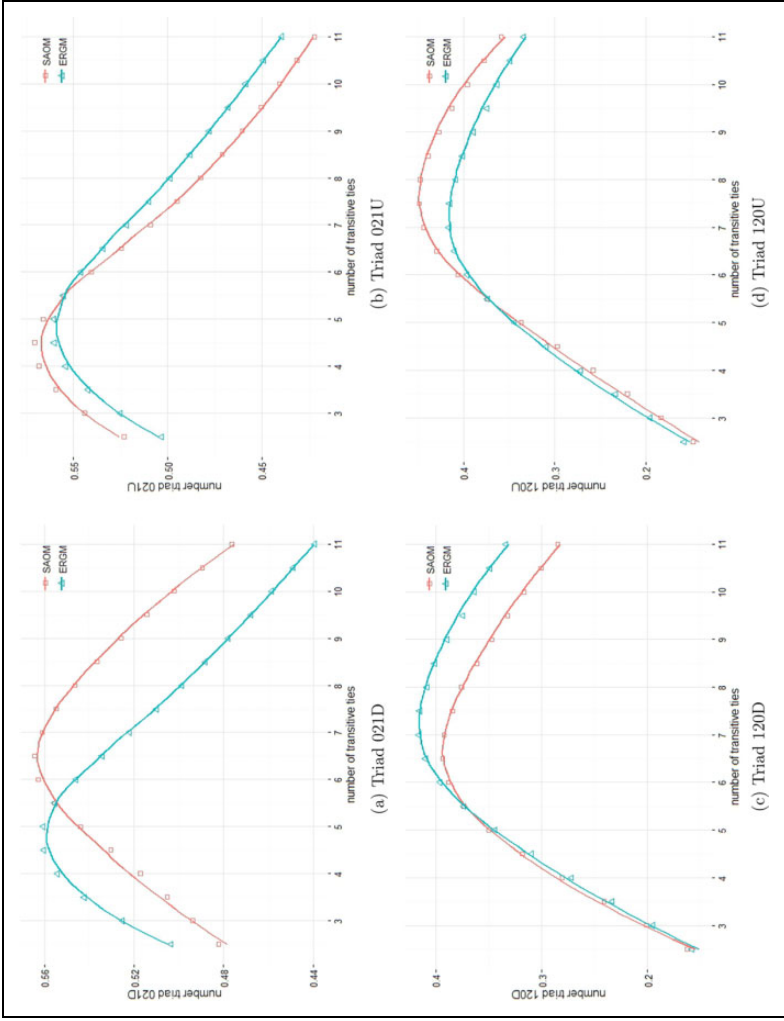 SAOM
ERGM
number triad 021D
0.56
0.52
0.48
0.44
3 4 5 6 7 8 9 10 11
number of transitive ties
(a) Triad 021D
SAOM
ERGM
number triad 021U
0.55
0.50
0.45
3 4 5 6 7 8 9 10 11
number of transitive ties
(b) Triad 021U
SAOM
ERGM
number triad 120D
0.4
0.3
0.2
3 4 5 6 7 8 9 10 11
number of transitive ties
(c) Triad 120D
SAOM
ERGM
number triad 120U
0.4
0.3
0.2
3 4 5 6 7 8 9 10 11
number of transitive ties
(d) Triad 120U